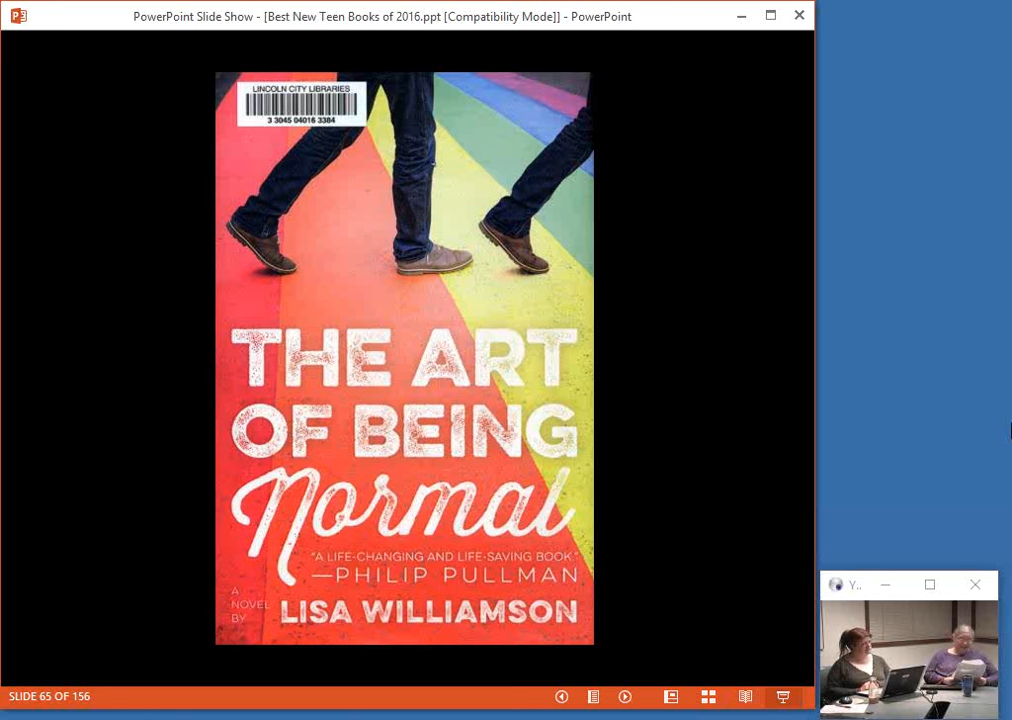 PowerPoint Slide Show - [Best New Teen Books of 2016.ppt [Compatibility Mode]] - PowerPoint
LINCOLN CITY LIBRARIES
3 3045 04016 3384
THE ART
OF BEING
Normal
"A LIFE-CHANGING AND LIFE-SAVING BOOK."
—PHILIP PULLMAN
A
NOVEL
BY
LISA WILLIAMSON
Y..
SLIDE 65 OF 156